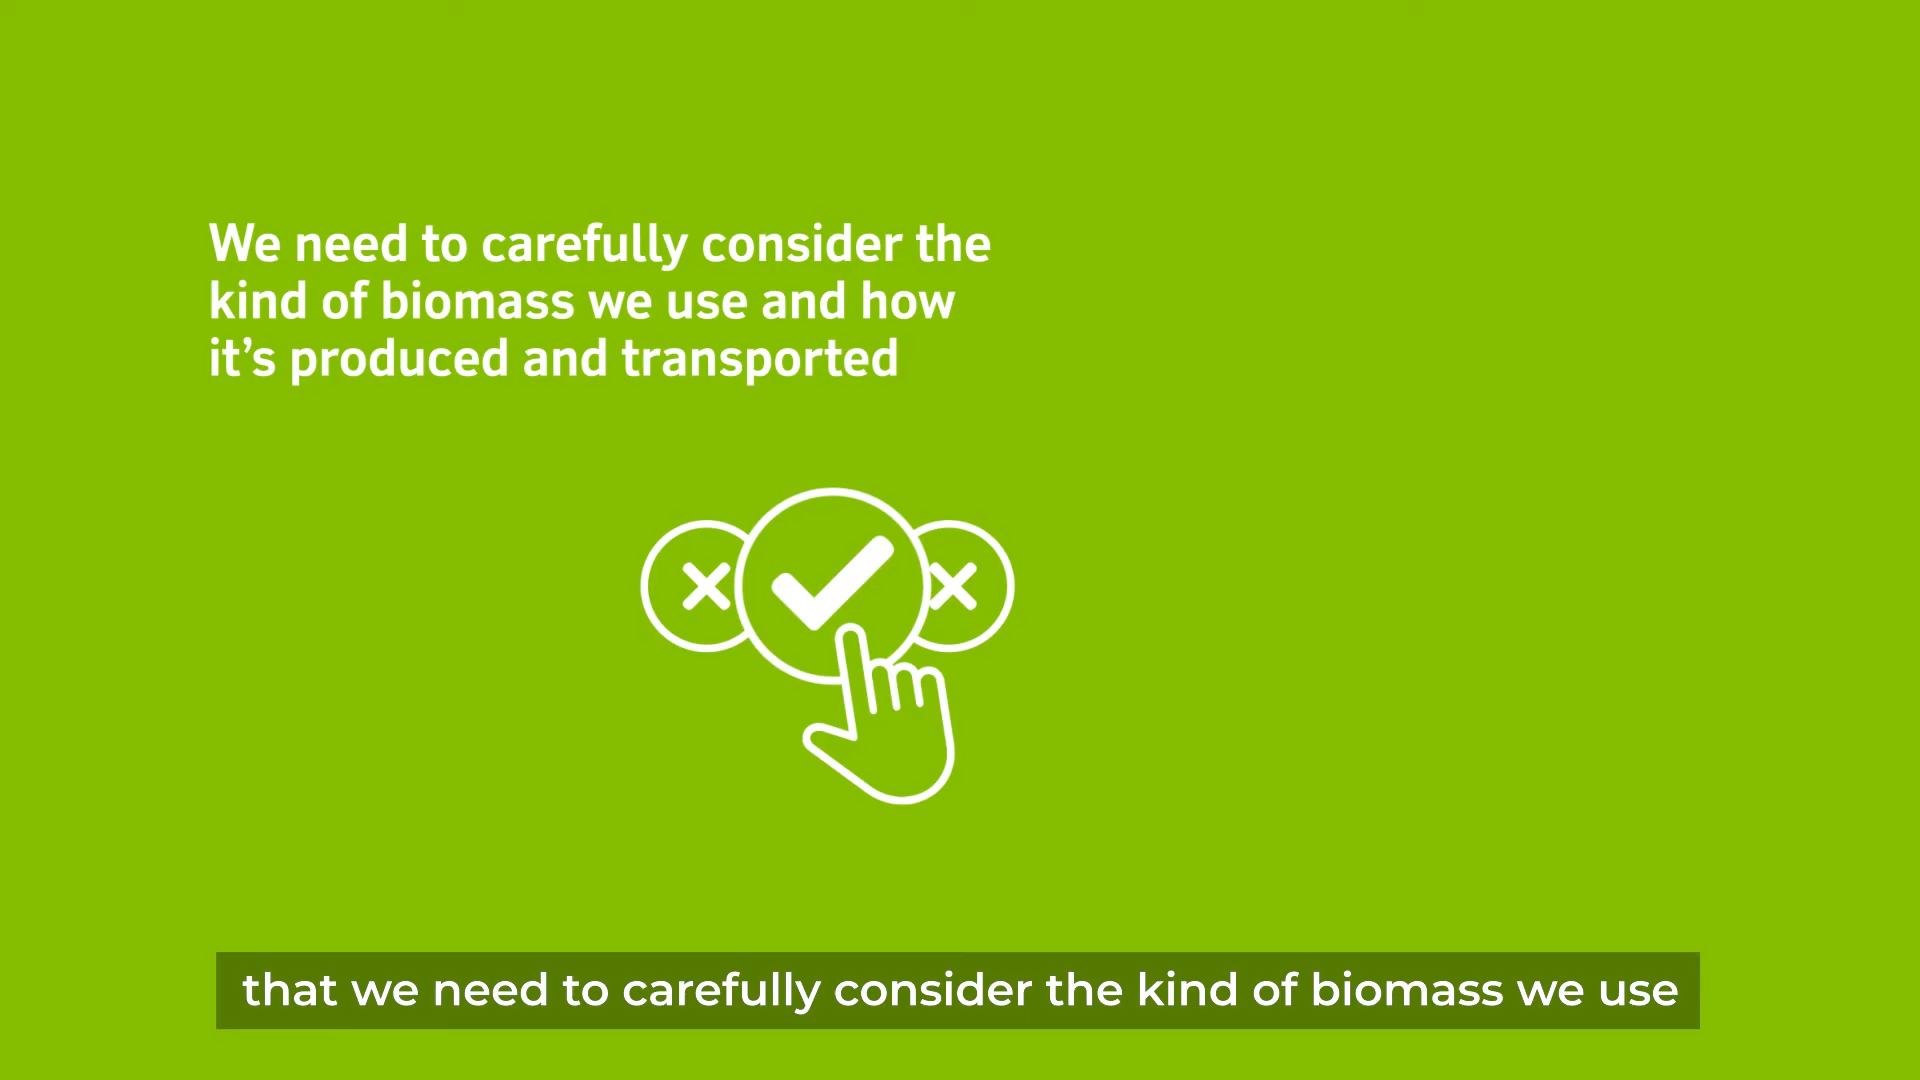 We need to carefully consider the
kind of biomass we use and how
it’s produced and transported
that we need to carefully consider the kind of biomass we use